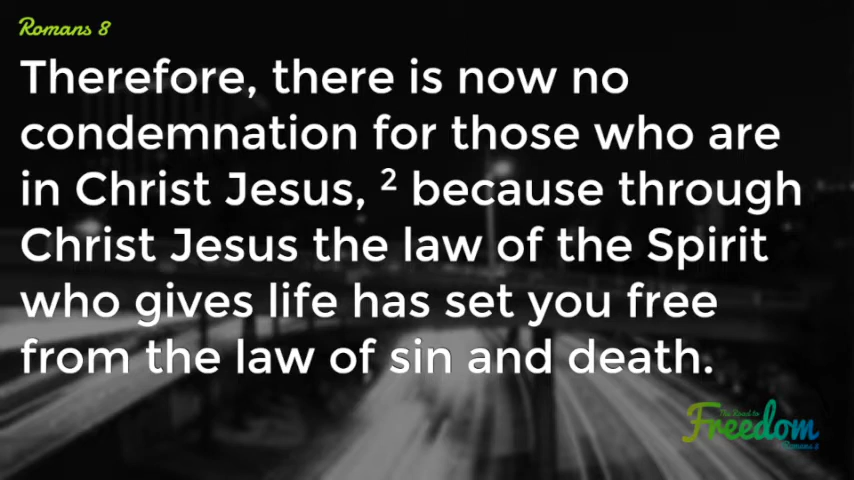 Romans 8
Therefore, there is now no
condemnation for those who are
in Christ Jesus, ² because through
Christ Jesus the law of the Spirit
who gives life has set you free
from the law of sin and death.
The Road to
Freedom
Romans 8